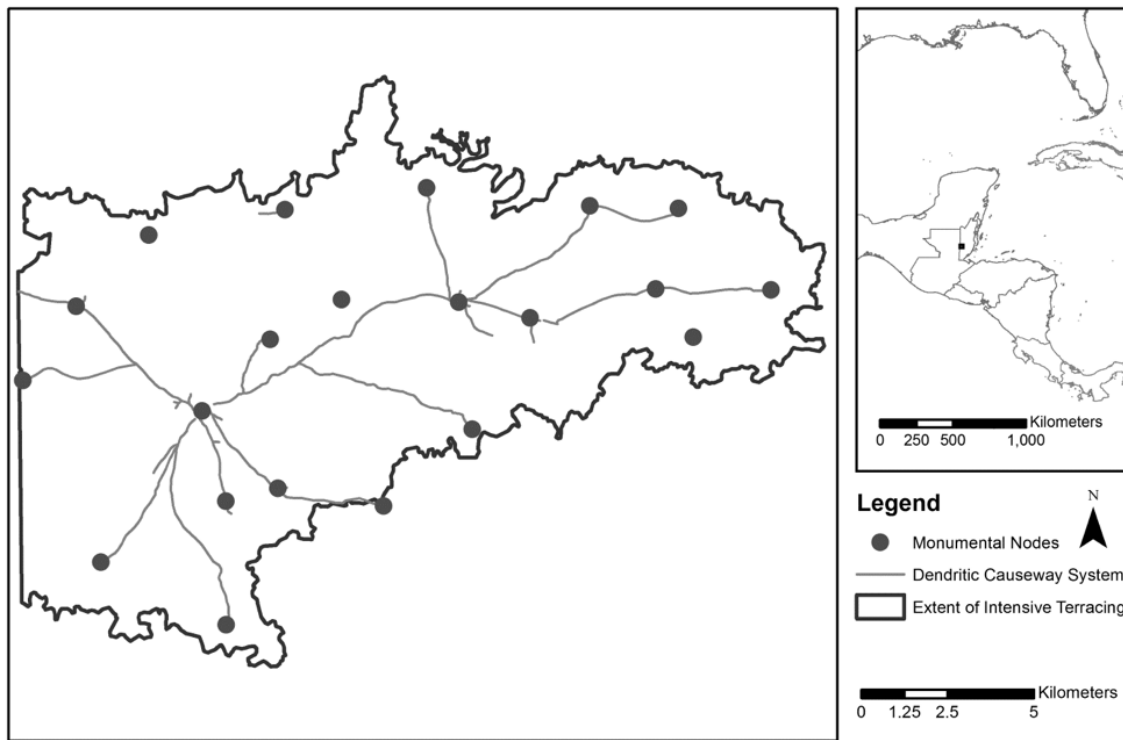 Kilometers
0 250 500 1,000
Legend
N
Monumental Nodes
Dendritic Causeway System
Extent of Intensive Terracing
Kilometers
0 1.25 2.5 5